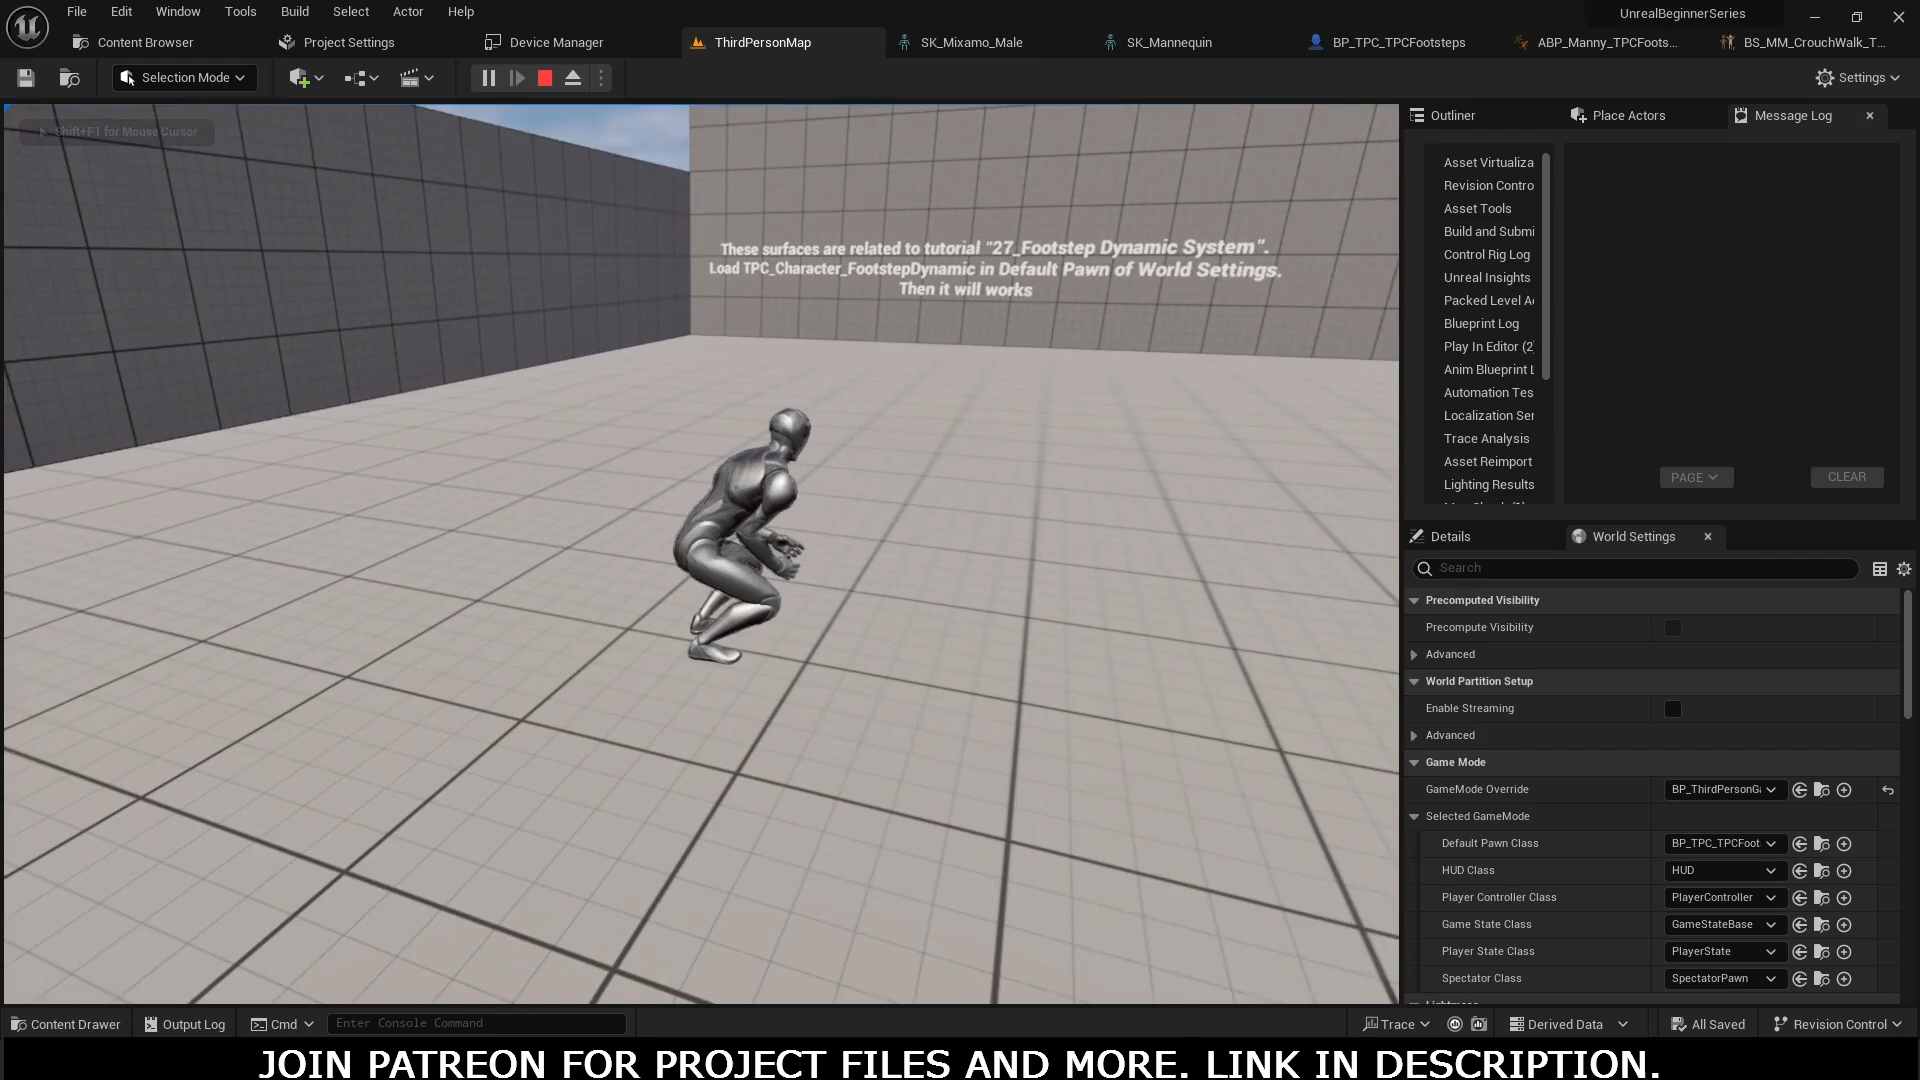 File Edit Window Tools Build Select Actor Help
UnrealBeginnerSeries
Content Browser
Project Settings
Device Manager
ThirdPersonMap
SK_Mixamo_Male
SK_Mannequin
BP_TPC_TPCFootsteps
ABP_Manny_TPCFoots...
BS_MM_CrouchWalk_T...
Selection Mode
Settings
Shift+F1 for Mouse Cursor
These surfaces are related to tutorial "27_Footstep Dynamic System".
Load TPC_Character_FootstepDynamic in Default Pawn of World Settings.
Then it will works
Outliner
Place Actors
Message Log
Asset Virtualiza
Revision Contro
Asset Tools
Build and Submi
Control Rig Log
Unreal Insights
Packed Level A
Blueprint Log
Play In Editor (2)
Anim Blueprint L
Automation Tes
Localization Ser
Trace Analysis
Asset Reimport
Lighting Results
PAGE
CLEAR
Details
World Settings
Search
Precomputed Visibility
Precompute Visibility
Advanced
World Partition Setup
Enable Streaming
Advanced
Game Mode
GameMode Override BP_ThirdPersonGa
Selected GameMode
Default Pawn Class BP_TPC_TPCFoot
HUD Class HUD
Player Controller Class PlayerController
Game State Class GameStateBase
Player State Class PlayerState
Spectator Class SpectatorPawn
Content Drawer
Output Log
Cmd
Enter Console Command
Trace
Derived Data
All Saved
Revision Control
JOIN PATREON FOR PROJECT FILES AND MORE. LINK IN DESCRIPTION.